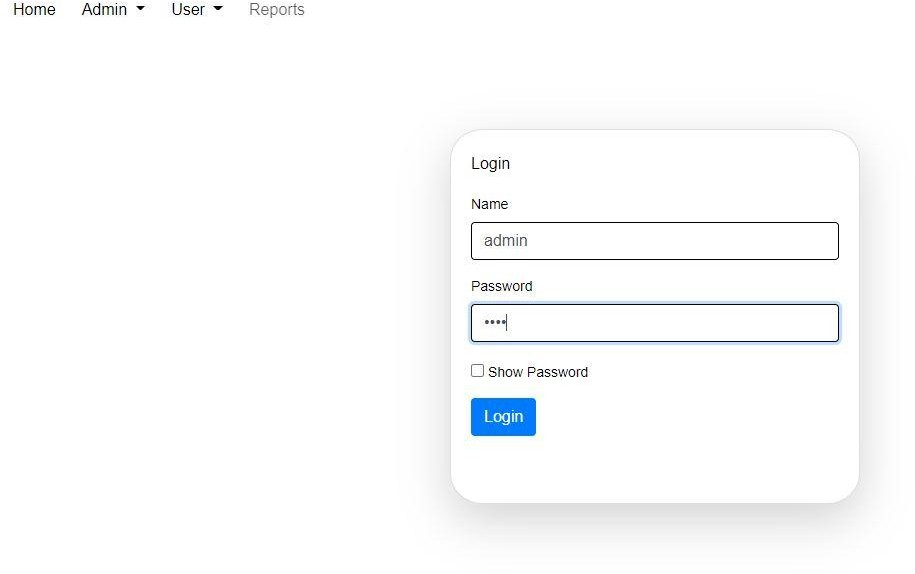 Home Admin User Reports
Login
Name
admin
Password
••••
Show Password
Login